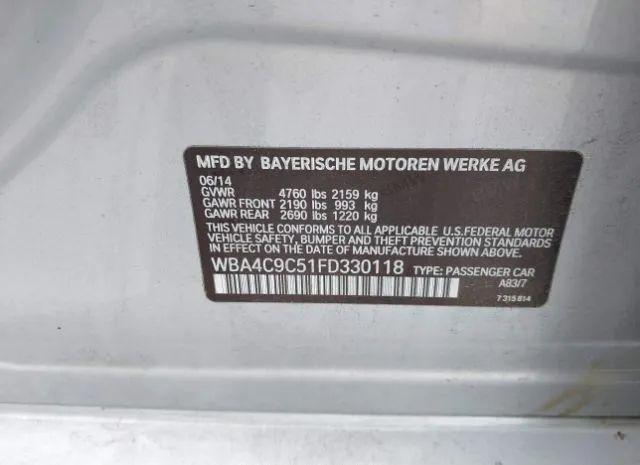 MFD BY BAYERISCHE MOTOREN WERKE AG
06/14
GVWR 4760 lbs 2159 kg
GAWR FRONT 2190 lbs 993 kg
GAWR REAR 2690 lbs 1220 kg
THIS VEHICLE CONFORMS TO ALL APPLICABLE U.S.FEDERAL MOTOR
VEHICLE SAFETY, BUMPER AND THEFT PREVENTION STANDARDS
IN EFFECT ON THE DATE OF MANUFACTURE SHOWN ABOVE.
WBA4C9C51FD330118 TYPE: PASSENGER CAR
A83/7
7 315 814